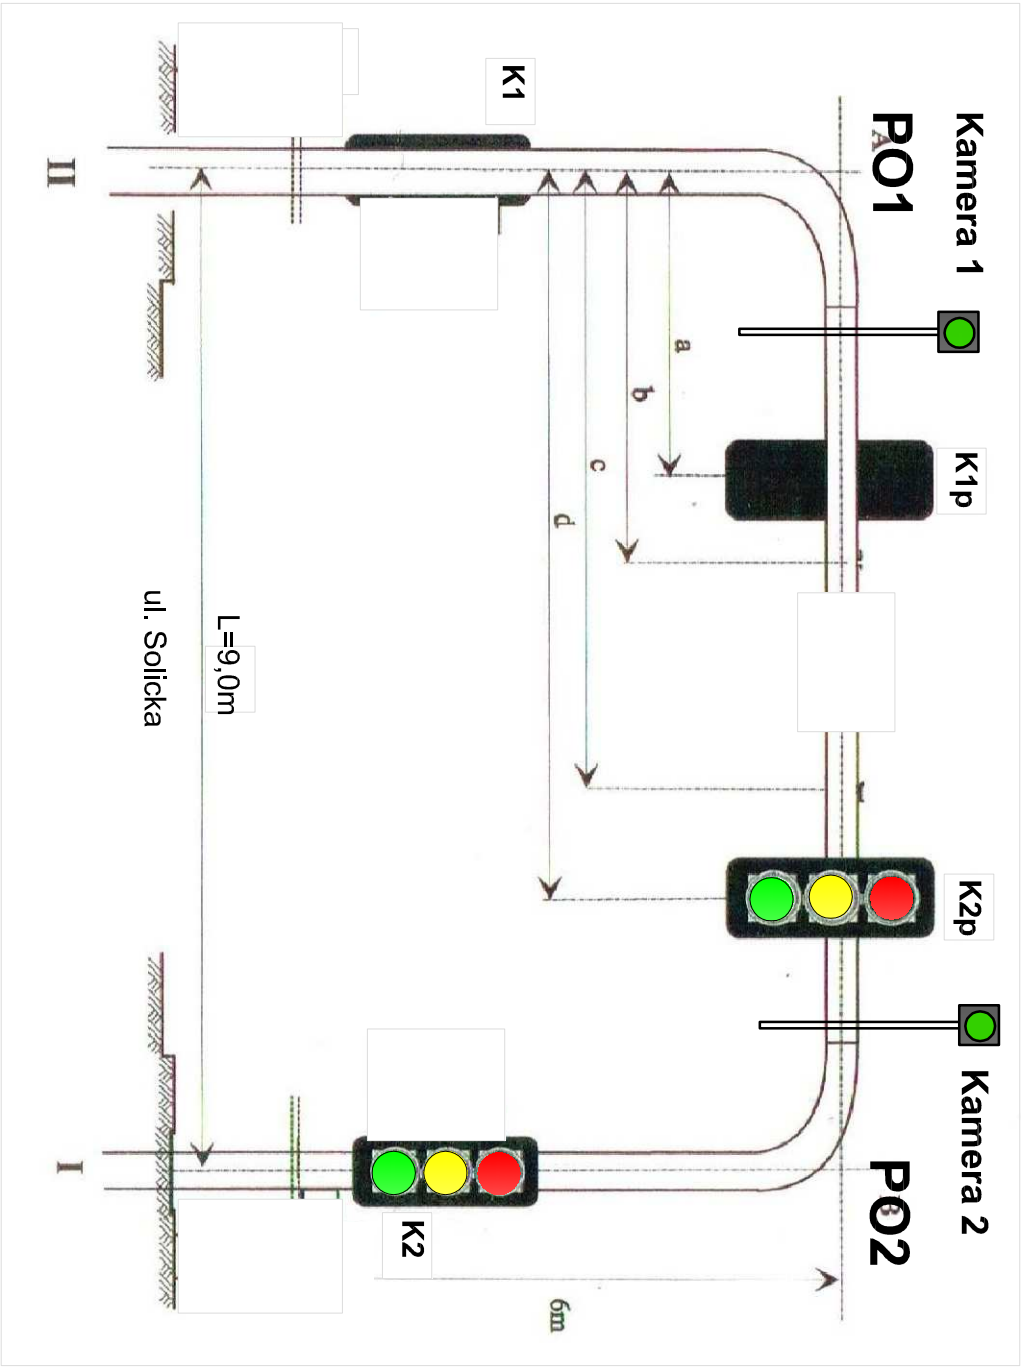 Kamera 1
Kamera 2
PO1
A
PO2
B
K1p
K2p
K1
K2
a
b
c
d
6m
L=9,0m
ul. Solicka
II
I